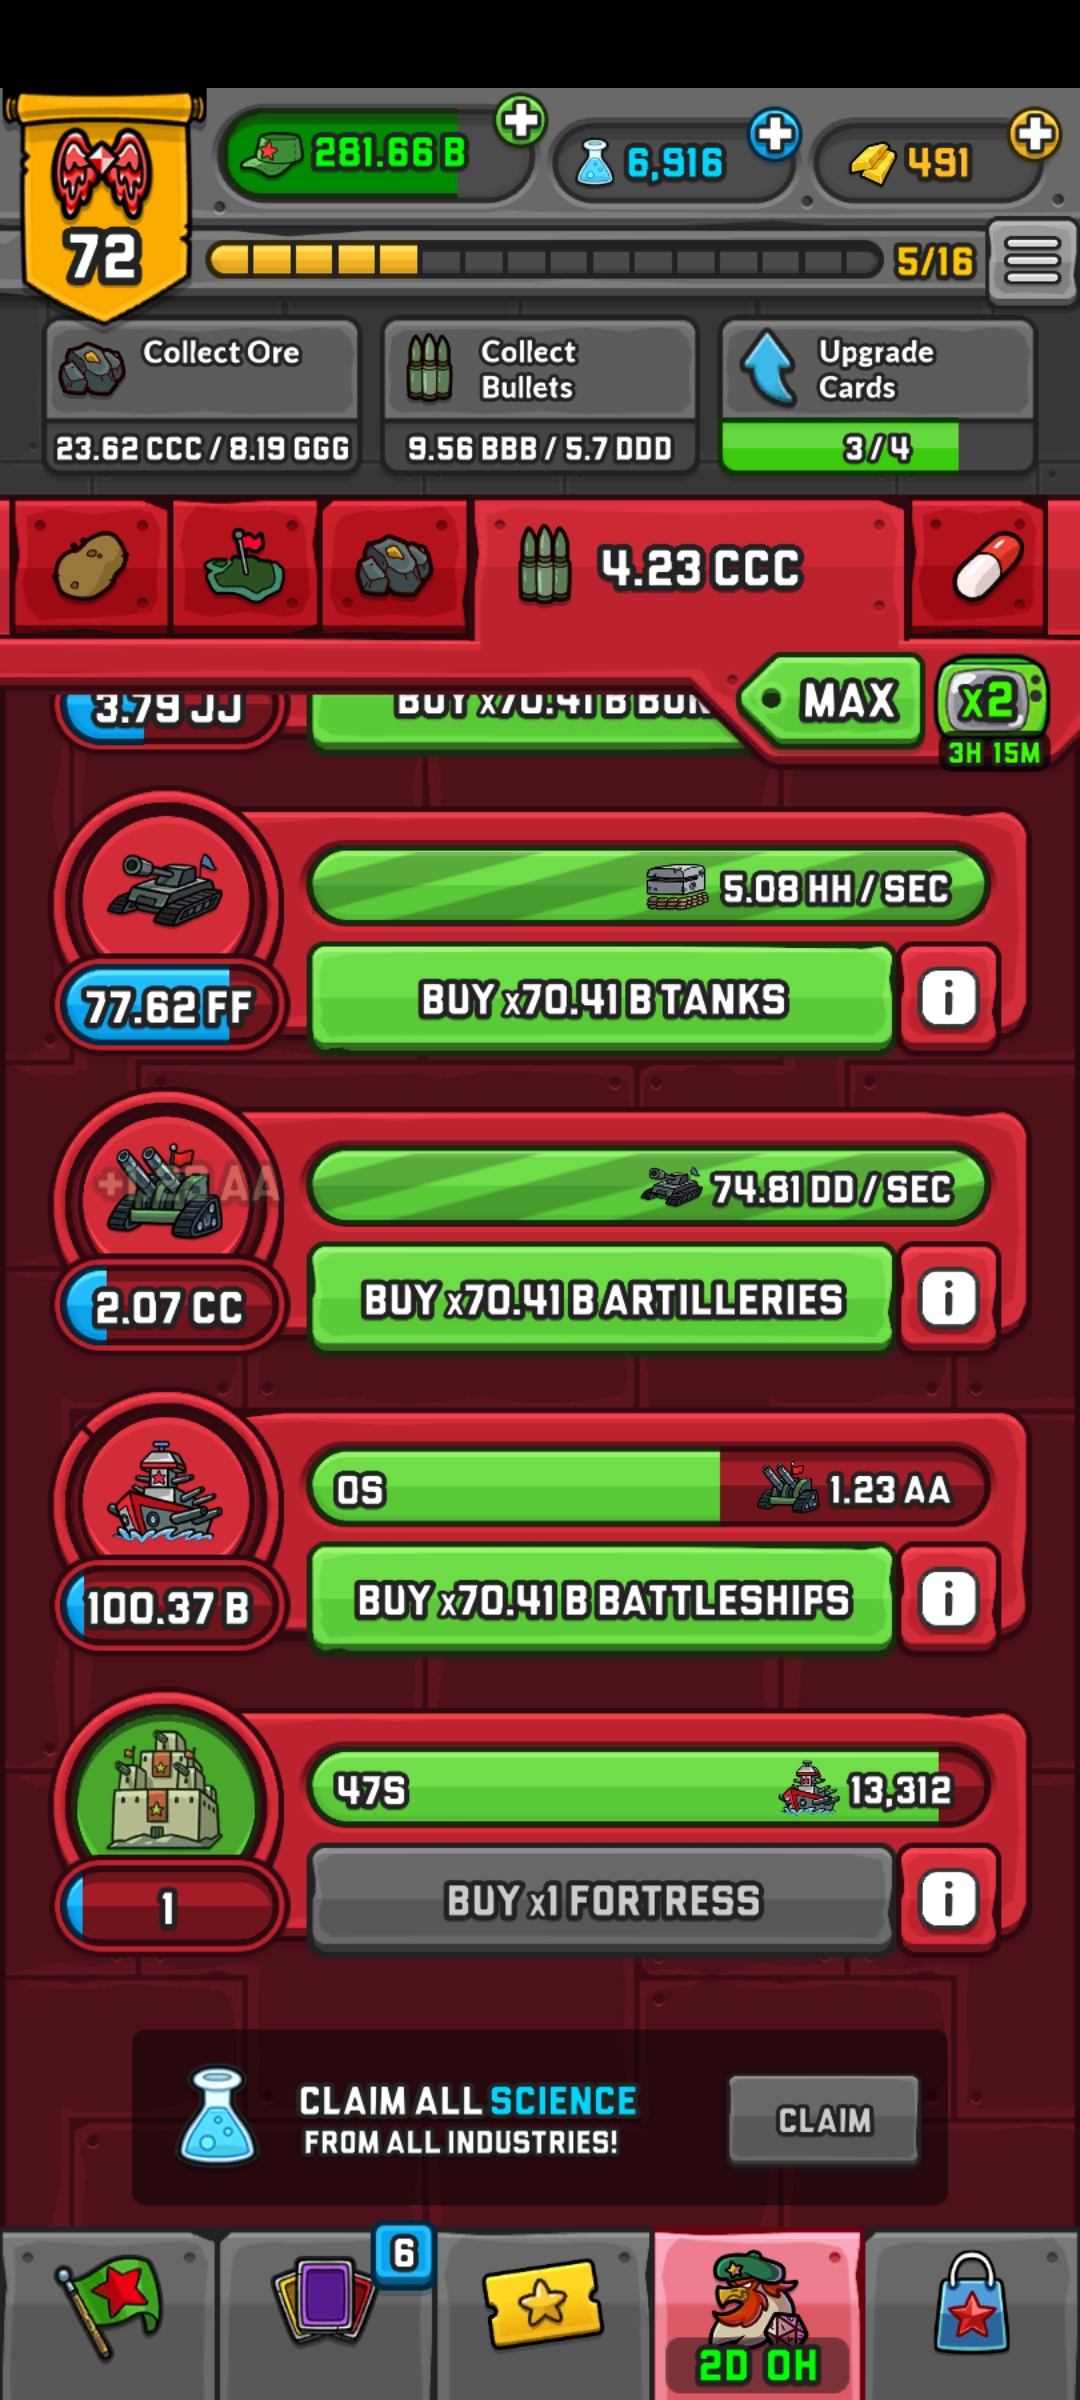 281.66 B
6,916
491
72
5/16
Collect Ore
23.62 CCC / 8.19 GGG
Collect
Bullets
9.56 BBB / 5.7 DDD
Upgrade
Cards
3/4
4.23 CCC
MAX
x2
3H 15M
3.79 JJ
BUY x70.41 B
5.08 HH / SEC
77.62 FF
BUY x70.41 B TANKS
+1.23 AA
74.81 DD / SEC
2.07 CC
BUY x70.41 B ARTILLERIES
0S
1.23 AA
100.37 B
BUY x70.41 B BATTLESHIPS
47S
13,312
1
BUY x1 FORTRESS
CLAIM ALL SCIENCE
FROM ALL INDUSTRIES!
CLAIM
6
2D 0H